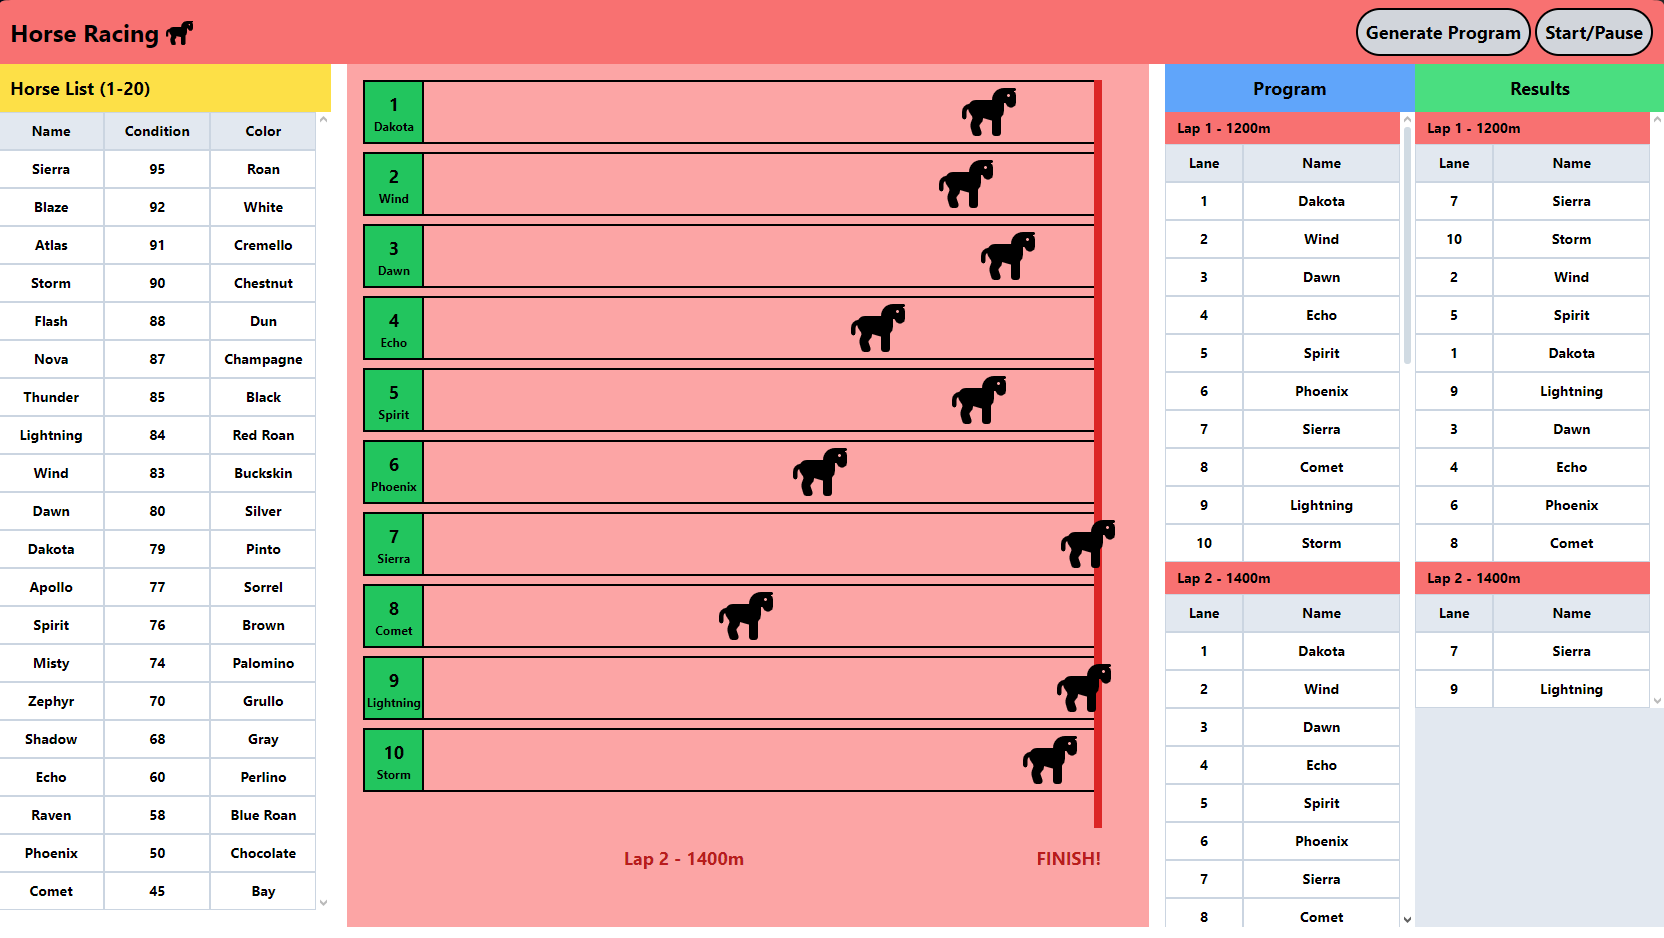 Horse Racing
Generate Program
Start/Pause
Horse List (1-20)
Name Condition Color
Sierra 95 Roan
Blaze 92 White
Atlas 91 Cremello
Storm 90 Chestnut
Flash 88 Dun
Nova 87 Champagne
Thunder 85 Black
Lightning 84 Red Roan
Wind 83 Buckskin
Dawn 80 Silver
Dakota 79 Pinto
Apollo 77 Sorrel
Spirit 76 Brown
Misty 74 Palomino
Zephyr 70 Grullo
Shadow 68 Gray
Echo 60 Perlino
Raven 58 Blue Roan
Phoenix 50 Chocolate
Comet 45 Bay
1
Dakota
2
Wind
3
Dawn
4
Echo
5
Spirit
6
Phoenix
7
Sierra
8
Comet
9
Lightning
10
Storm
Lap 2 - 1400m
FINISH!
Program
Lap 1 - 1200m
Lane Name
1 Dakota
2 Wind
3 Dawn
4 Echo
5 Spirit
6 Phoenix
7 Sierra
8 Comet
9 Lightning
10 Storm
Lap 2 - 1400m
Lane Name
1 Dakota
2 Wind
3 Dawn
4 Echo
5 Spirit
6 Phoenix
7 Sierra
8 Comet
Results
Lap 1 - 1200m
Lane Name
7 Sierra
10 Storm
2 Wind
5 Spirit
1 Dakota
9 Lightning
3 Dawn
4 Echo
6 Phoenix
8 Comet
Lap 2 - 1400m
Lane Name
7 Sierra
9 Lightning